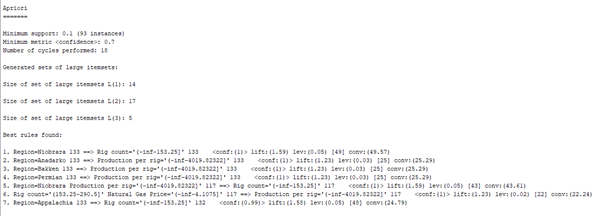 Apriori
=======
Minimum support: 0.1 (93 instances)
Minimum metric <confidence>: 0.7
Number of cycles performed: 18
Generated sets of large itemsets:
Size of set of large itemsets L(1): 14
Size of set of large itemsets L(2): 17
Size of set of large itemsets L(3): 5
Best rules found:
1. Region=Niobrara 133 ==> Rig count='(-inf-153.25]' 133 <conf:(1)> lift:(1.59) lev:(0.05) [49] conv:(49.57)
2. Region=Anadarko 133 ==> Production per rig='(-inf-4019.82322]' 133 <conf:(1)> lift:(1.23) lev:(0.03) [25] conv:(25.29)
3. Region=Bakken 133 ==> Production per rig='(-inf-4019.82322]' 133 <conf:(1)> lift:(1.23) lev:(0.03) [25] conv:(25.29)
4. Region=Permian 133 ==> Production per rig='(-inf-4019.82322]' 133 <conf:(1)> lift:(1.23) lev:(0.03) [25] conv:(25.29)
5. Region=Niobrara Production per rig='(-inf-4019.82322]' 117 ==> Rig count='(-inf-153.25]' 117 <conf:(1)> lift:(1.59) lev:(0.05) [43] conv:(43.61)
6. Rig count='(153.25-290.5]' Natural Gas Price='(-inf-4.1075]' 117 ==> Production per rig='(-inf-4019.82322]' 117 <conf:(1)> lift:(1.23) lev:(0.02) [22] conv:(22.24)
7. Region=Appalachia 133 ==> Rig count='(-inf-153.25]' 132 <conf:(0.99)> lift:(1.58) lev:(0.05) [48] conv:(24.79)